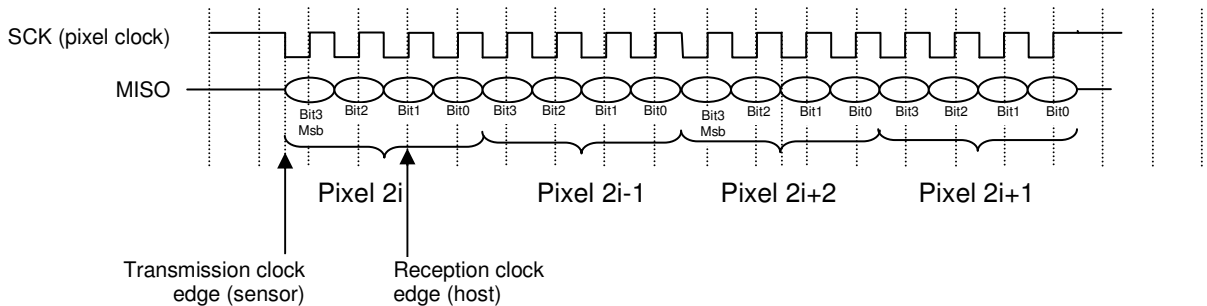 SCK (pixel clock)
MISO
Bit3 Bit2 Bit1 Bit0 Bit3 Bit2 Bit1 Bit0 Bit3 Bit2 Bit1 Bit0 Bit3 Bit2 Bit1 Bit0
Msb Msb
Pixel 2i Pixel 2i-1 Pixel 2i+2 Pixel 2i+1
Transmission clock
edge (sensor)
Reception clock
edge (host)